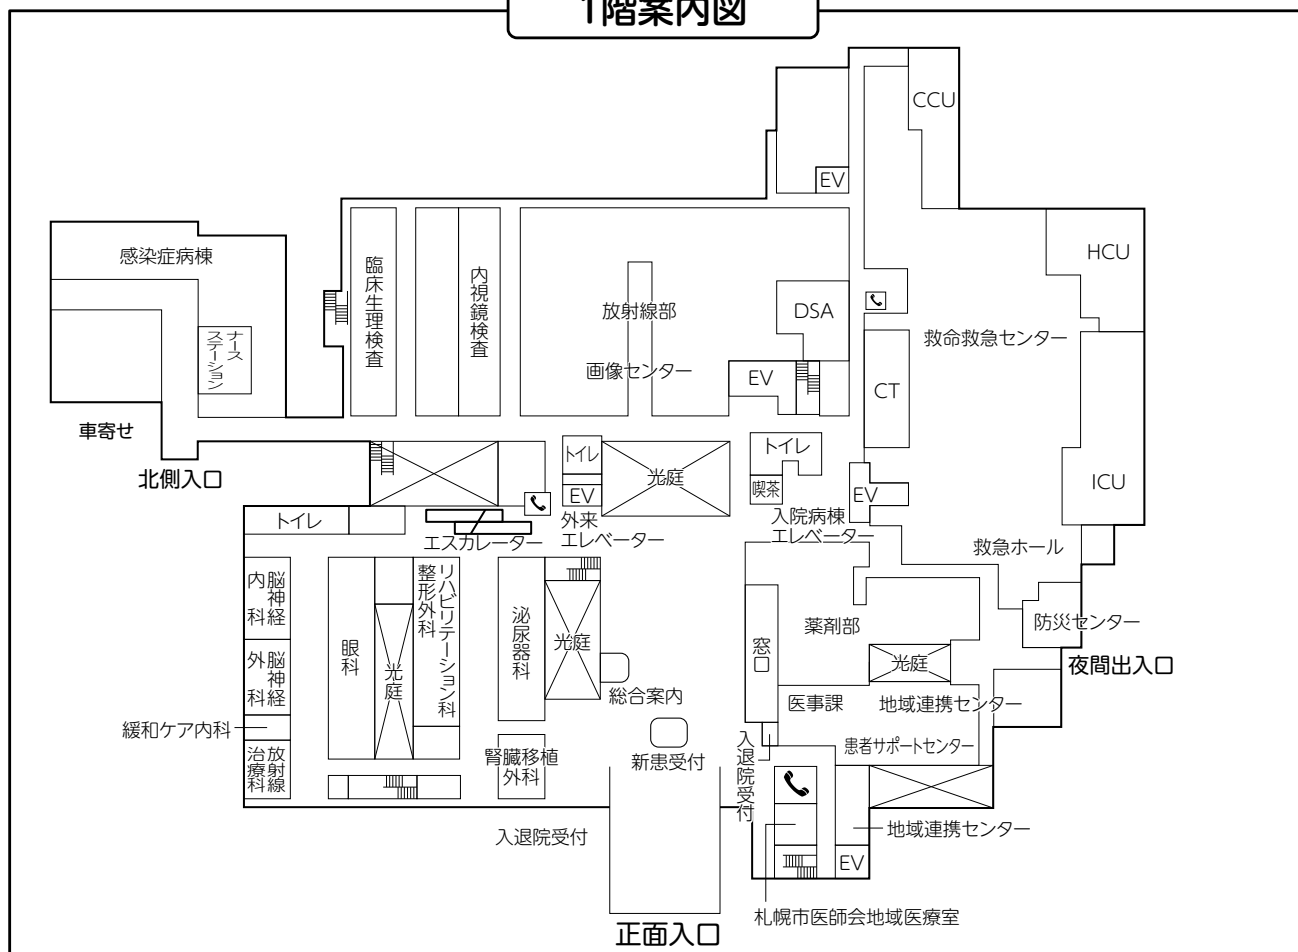 1階案内図
CCU
EV
HCU
感染症病棟
臨床生理検査
内視鏡検査
放射線部
画像センター
DSA
EV
救命救急センター
CT
ICU
ナース
ステーション
車寄せ
北側入口
トイレ
EV
光庭
トイレ
喫茶
EV
外来
エレベーター
入院病棟
エレベーター
救急ホール
トイレ
エスカレーター
脳神経
内科
脳神経
外科
緩和ケア内科
放射線
治療科
眼科
光庭
リハビリテーション科
整形外科
泌尿器科
光庭
総合案内
新患受付
腎臓移植
外科
窓口
薬剤部
光庭
防災センター
夜間出入口
医事課
地域連携センター
患者サポートセンター
入退院受付
入退院受付
地域連携センター
EV
札幌市医師会地域医療室
正面入口